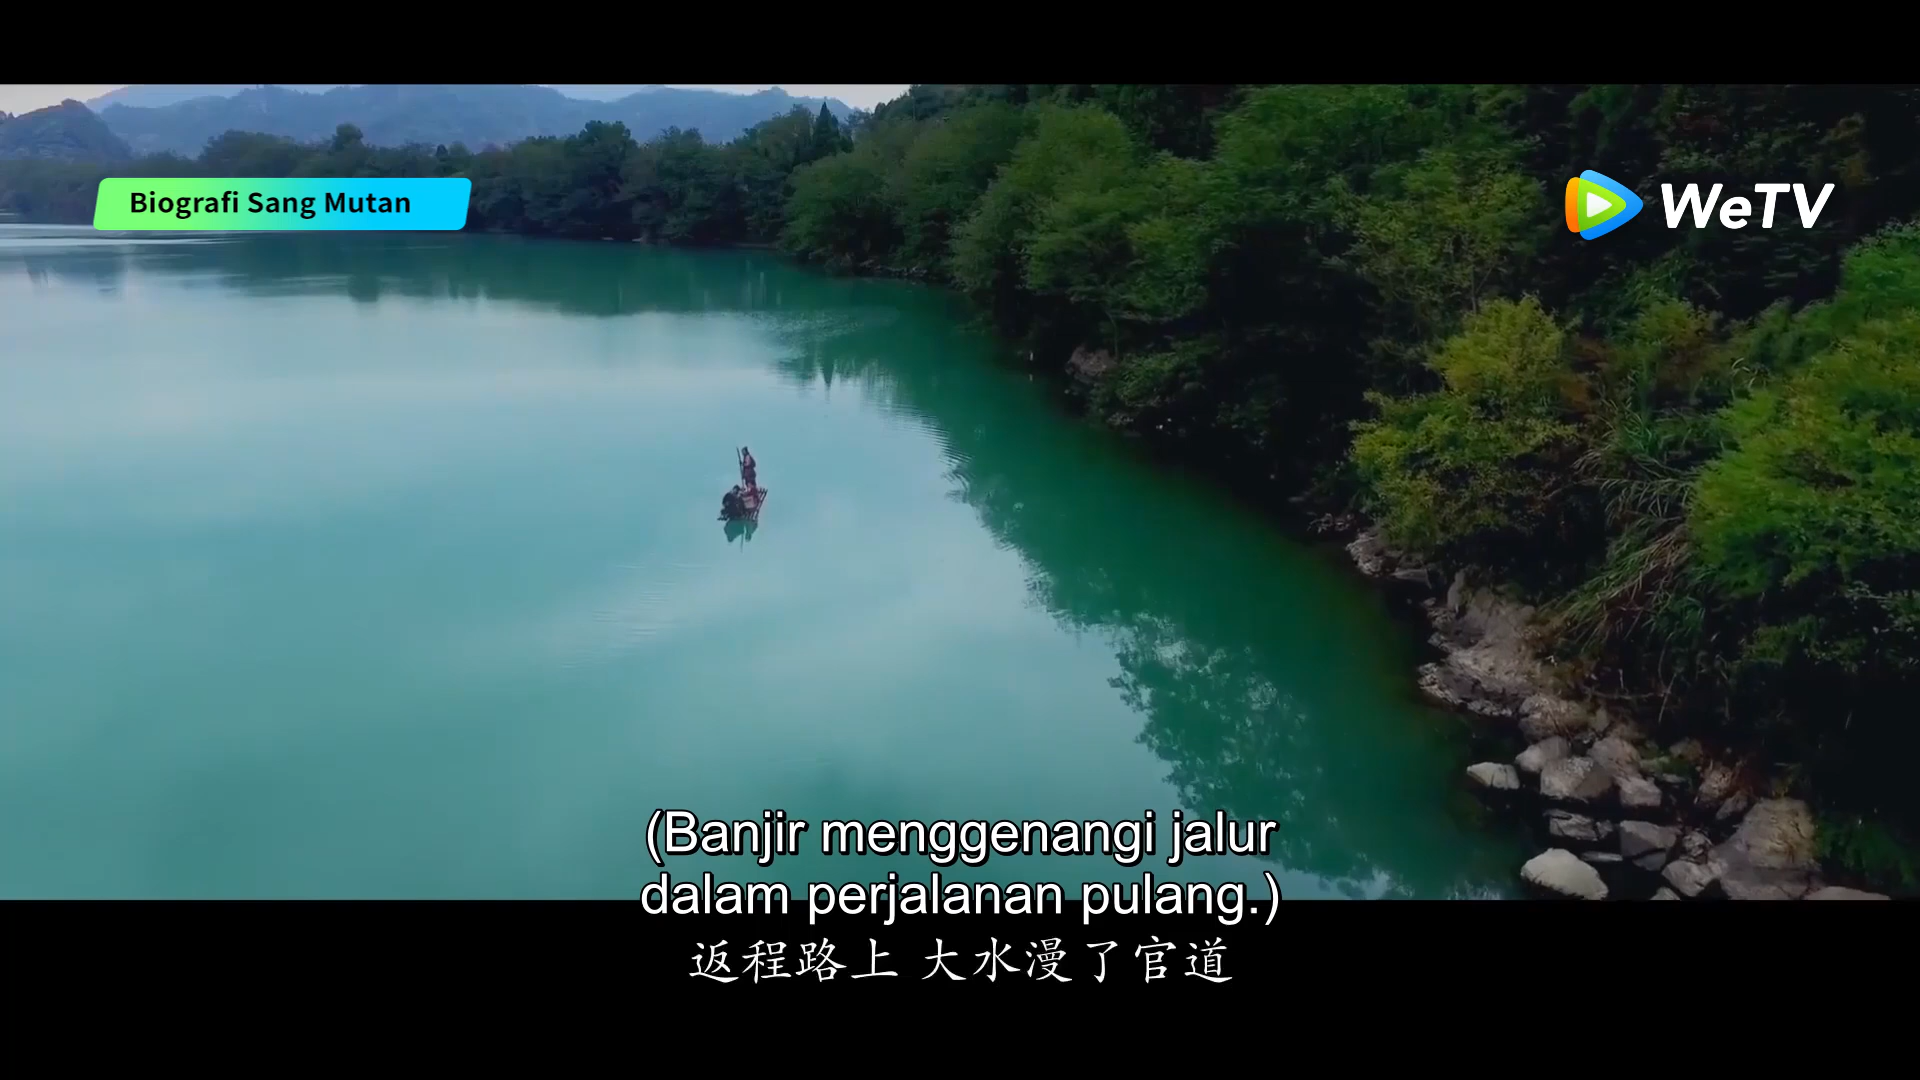 Biografi Sang Mutan
WeTV
(Banjir menggenangi jalur
dalam perjalanan pulang.)
返程路上 大水漫了官道